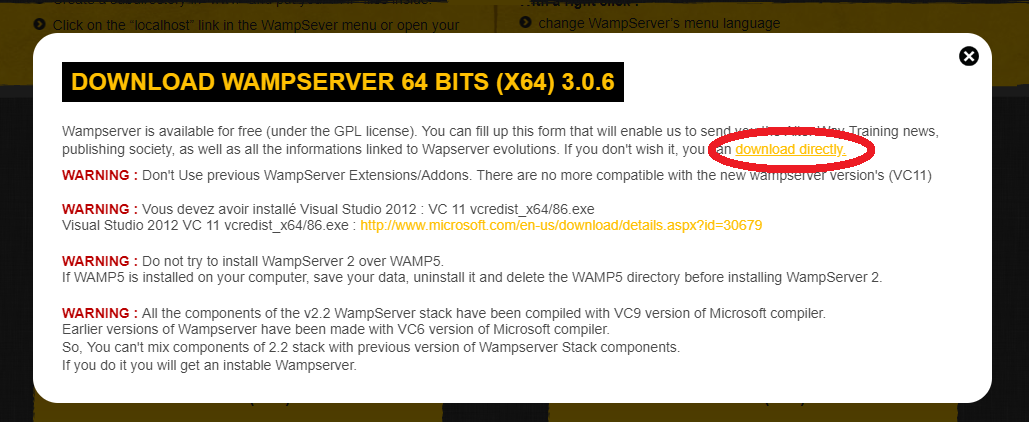 Click on the “localhost” link in the WampSever menu or open your
change WampServer’s menu language
DOWNLOAD WAMPSERVER 64 BITS (X64) 3.0.6
Wampserver is available for free (under the GPL license). You can fill up this form that will enable us to send you the Alter Way Training news,
publishing society, as well as all the informations linked to Wapserver evolutions. If you don't wish it, you can download directly.
WARNING : Don't Use previous WampServer Extensions/Addons. There are no more compatible with the new wampserver version's (VC11)
WARNING : Vous devez avoir installé Visual Studio 2012 : VC 11 vcredist_x64/86.exe
Visual Studio 2012 VC 11 vcredist_x64/86.exe : http://www.microsoft.com/en-us/download/details.aspx?id=30679
WARNING : Do not try to install WampServer 2 over WAMP5.
If WAMP5 is installed on your computer, save your data, uninstall it and delete the WAMP5 directory before installing WampServer 2.
WARNING : All the components of the v2.2 WampServer stack have been compiled with VC9 version of Microsoft compiler.
Earlier versions of Wampserver have been made with VC6 version of Microsoft compiler.
So, You can't mix components of 2.2 stack with previous version of Wampserver Stack components.
If you do it you will get an instable Wampserver.